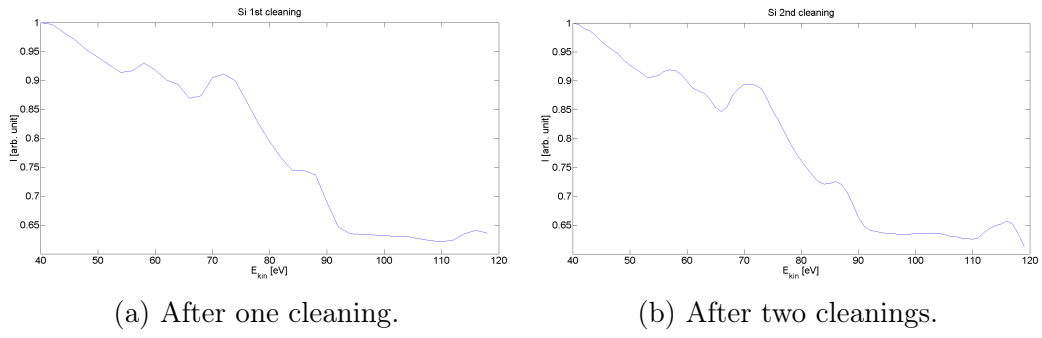 Si 1st cleaning
I [arb. unit]
1
0.95
0.9
0.85
0.8
0.75
0.7
0.65
40 50 60 70 80 90 100 110 120
E_kin [eV]
(a) After one cleaning.
Si 2nd cleaning
I [arb. unit]
1
0.95
0.9
0.85
0.8
0.75
0.7
0.65
40 50 60 70 80 90 100 110 120
E_kin [eV]
(b) After two cleanings.